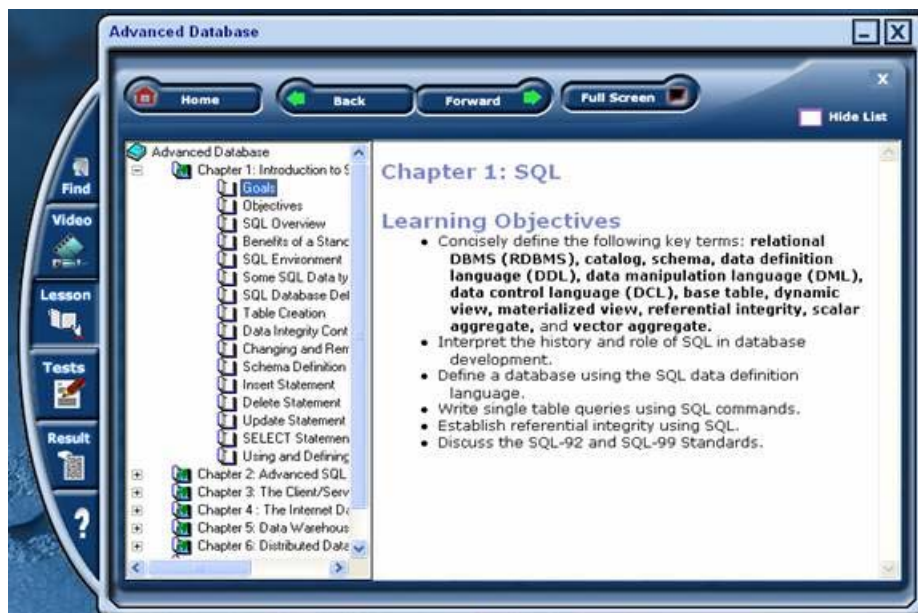 Advanced Database
Home
Back
Forward
Full Screen
X
Hide List
Find
Video
Lesson
Tests
Result
?
Advanced Database
Chapter 1: Introduction to S
Goals
Objectives
SQL Overview
Benefits of a Stanc
SQL Environment
Some SQL Data ty
SQL Database Def
Table Creation
Data Integrity Cont
Changing and Rem
Schema Definition
Insert Statement
Delete Statement
Update Statement
SELECT Statemen
Using and Defining
Chapter 2: Advanced SQL
Chapter 3: The Client/Serv
Chapter 4 : The Internet Da
Chapter 5: Data Warehous
Chapter 6: Distributed Data
Chapter 1: SQL
Learning Objectives
• Concisely define the following key terms: relational
DBMS (RDBMS), catalog, schema, data definition
language (DDL), data manipulation language (DML),
data control language (DCL), base table, dynamic
view, materialized view, referential integrity, scalar
aggregate, and vector aggregate.
• Interpret the history and role of SQL in database
development.
• Define a database using the SQL data definition
language.
• Write single table queries using SQL commands.
• Establish referential integrity using SQL.
• Discuss the SQL-92 and SQL-99 Standards.